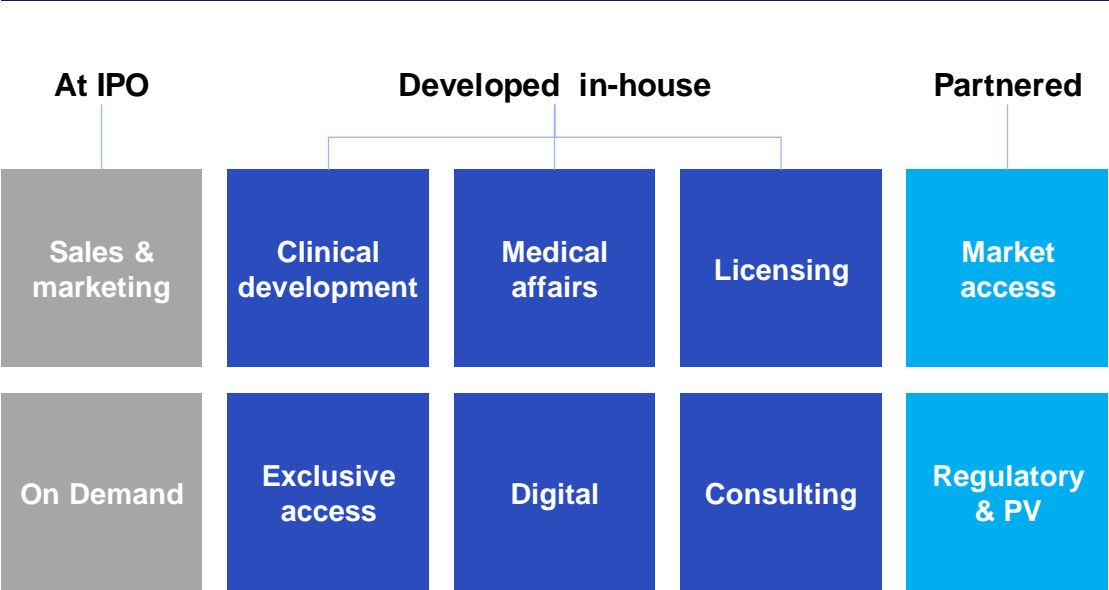 At IPO
Developed in-house
Partnered
Sales &
marketing
Clinical
development
Medical
affairs
Licensing
Market
access
On Demand
Exclusive
access
Digital
Consulting
Regulatory
& PV